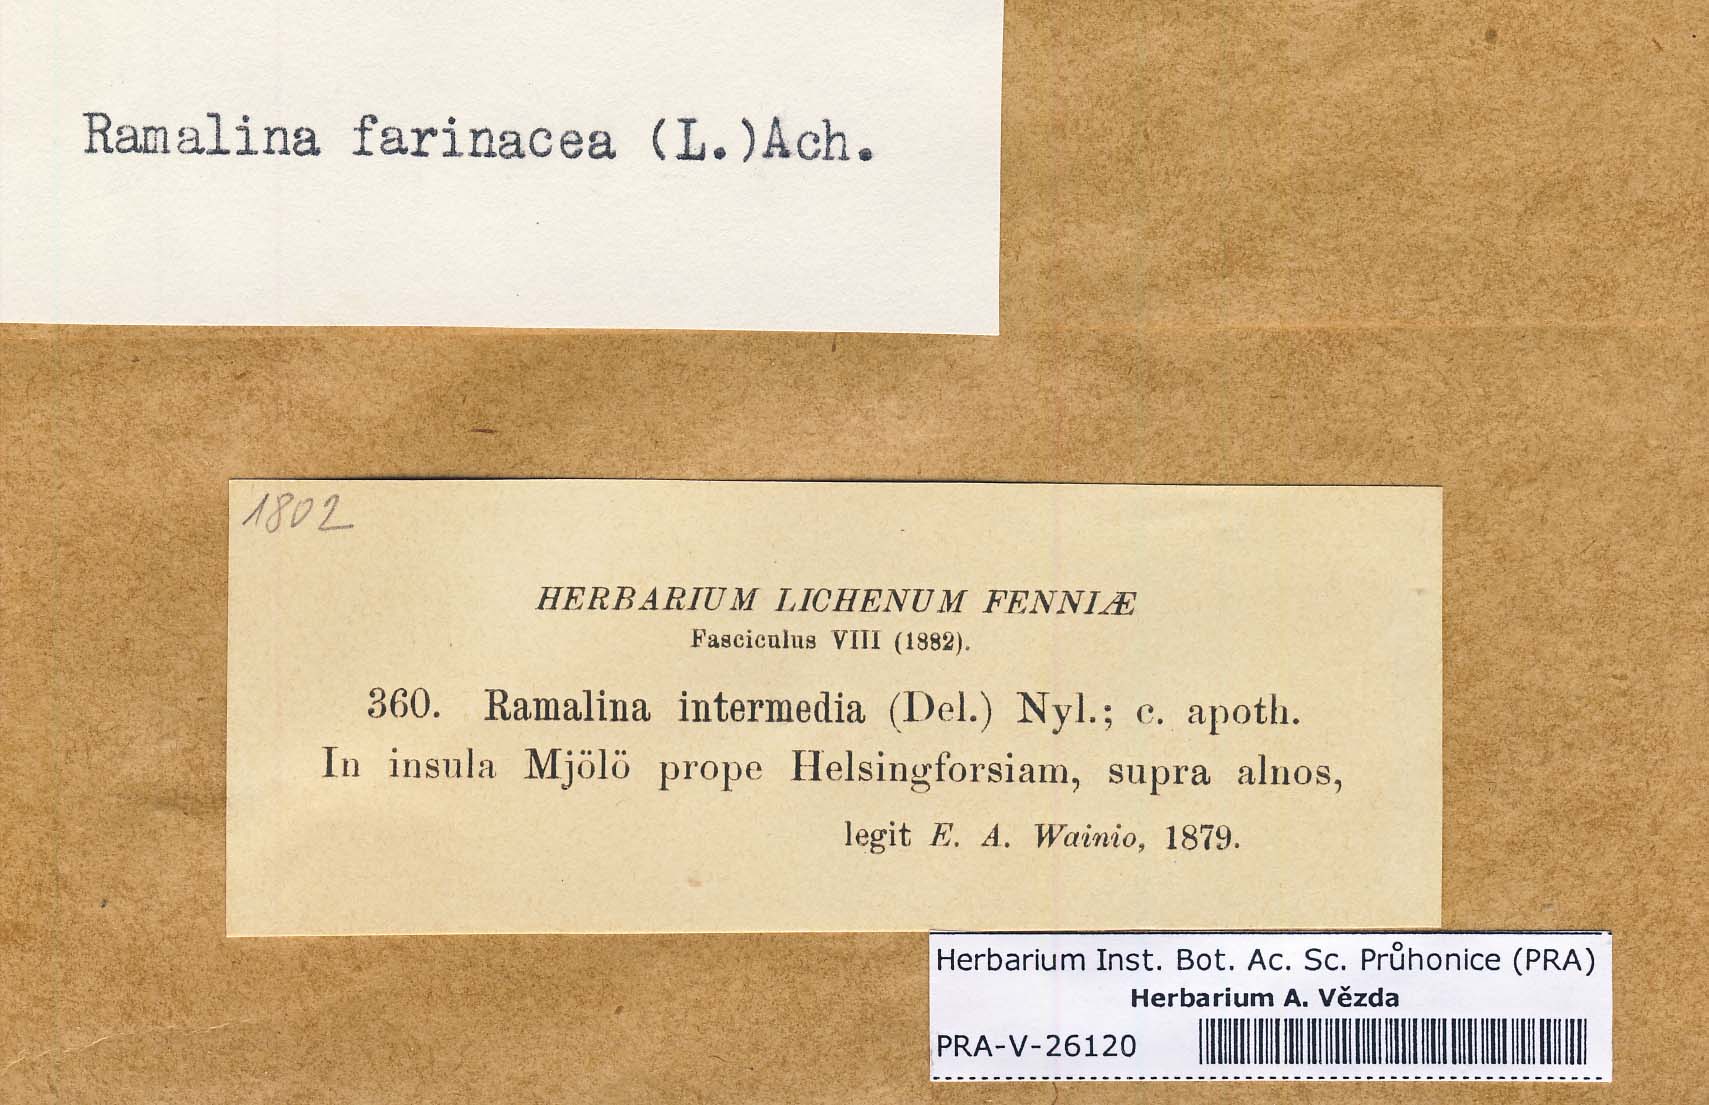 Ramalina farinacea (L.)Ach.
1802
HERBARIUM LICHENUM FENNIÆ
Fasciculus VIII (1882).
360. Ramalina intermedia (Del.) Nyl.; c. apoth.
In insula Mjölö prope Helsingforsiam, supra alnos,
legit E. A. Wainio, 1879.
Herbarium Inst. Bot. Ac. Sc. Průhonice (PRA)
Herbarium A. Vězda
PRA-V-26120